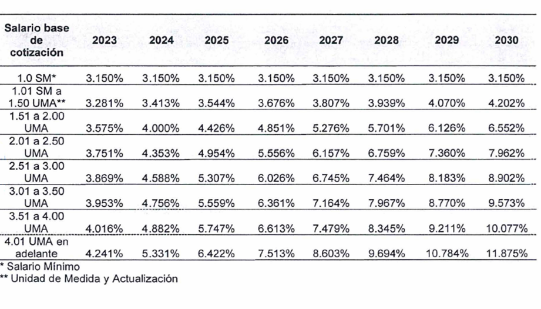 Salario base
de
cotización 2023 2024 2025 2026 2027 2028 2029 2030
1.0 SM* 3.150% 3.150% 3.150% 3.150% 3.150% 3.150% 3.150% 3.150%
1.01 SM a
1.50 UMA** 3.281% 3.413% 3.544% 3.676% 3.807% 3.939% 4.070% 4.202%
1.51 a 2.00
UMA 3.575% 4.000% 4.426% 4.851% 5.276% 5.701% 6.126% 6.552%
2.01 a 2.50
UMA 3.751% 4.353% 4.954% 5.556% 6.157% 6.759% 7.360% 7.962%
2.51 a 3.00
UMA 3.869% 4.588% 5.307% 6.026% 6.745% 7.464% 8.183% 8.902%
3.01 a 3.50
UMA 3.953% 4.756% 5.559% 6.361% 7.164% 7.967% 8.770% 9.573%
3.51 a 4.00
UMA 4.016% 4.882% 5.747% 6.613% 7.479% 8.345% 9.211% 10.077%
4.01 UMA en
adelante 4.241% 5.331% 6.422% 7.513% 8.603% 9.694% 10.784% 11.875%
* Salario Mínimo
** Unidad de Medida y Actualización